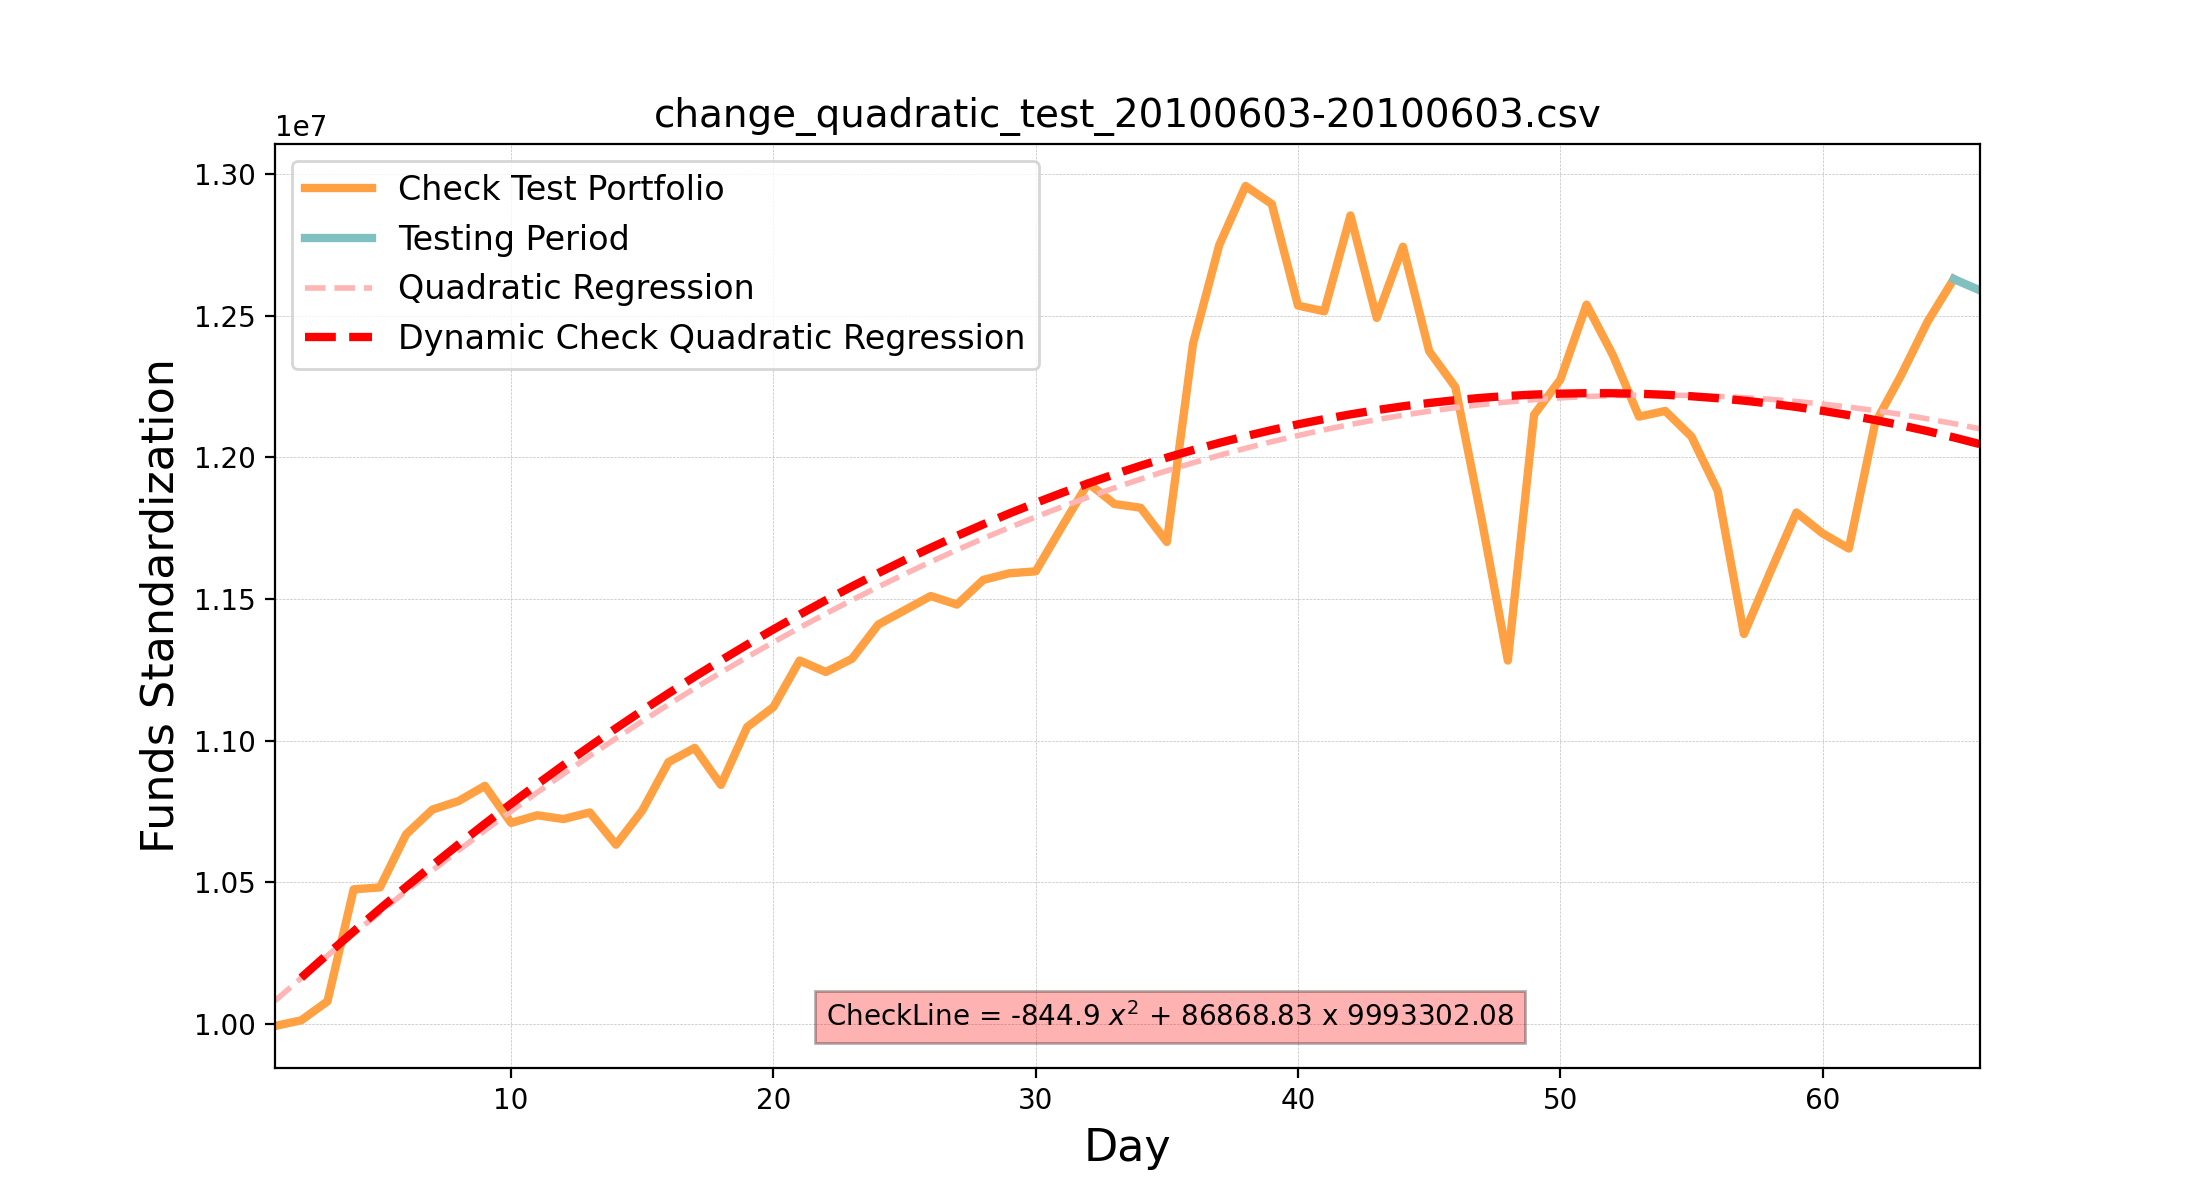 change_quadratic_test_20100603-20100603.csv
1e7
Check Test Portfolio
Testing Period
Quadratic Regression
Dynamic Check Quadratic Regression
1.30
1.25
1.20
1.15
1.10
1.05
1.00
Funds Standardization
CheckLine = -844.9 x² + 86868.83 x 9993302.08
10 20 30 40 50 60
Day